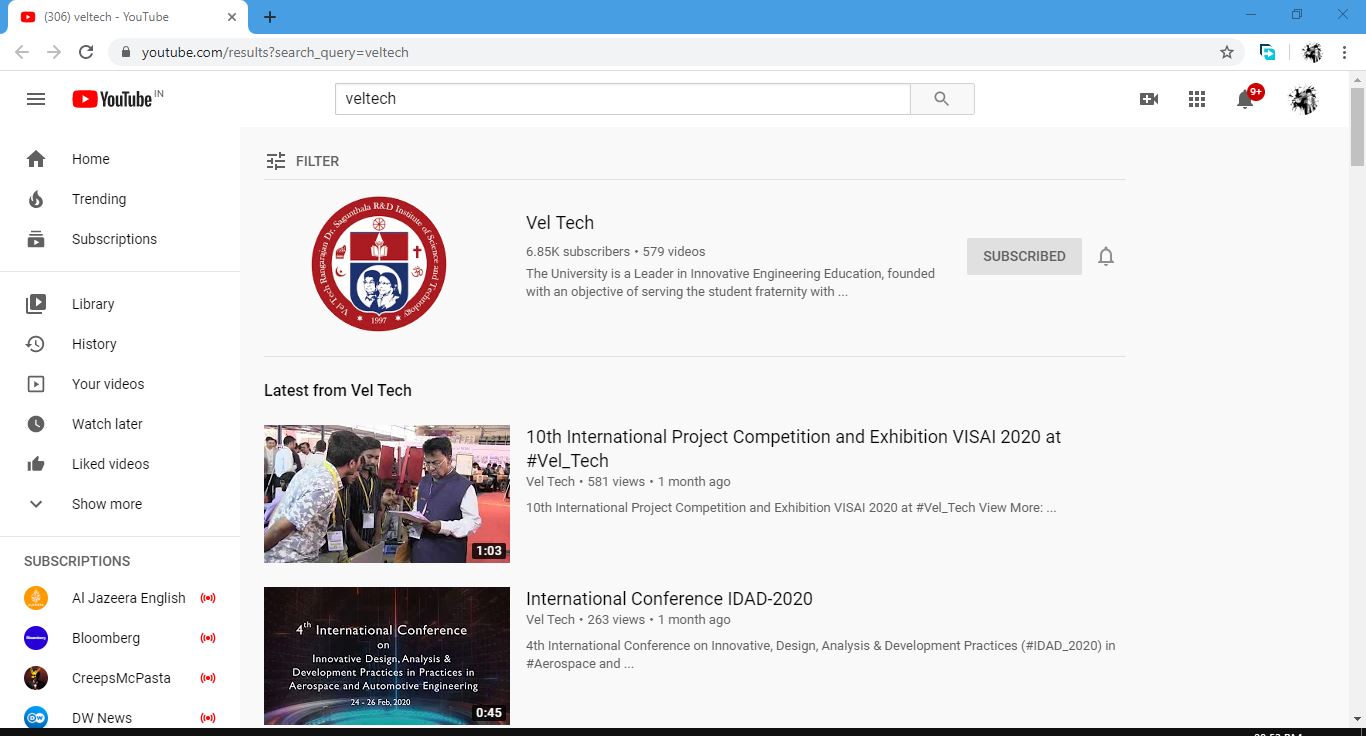 (306) veltech - YouTube
youtube.com/results?search_query=veltech
YouTube IN
veltech
9+
Home
Trending
Subscriptions
Library
History
Your videos
Watch later
Liked videos
Show more
SUBSCRIPTIONS
Al Jazeera English
Bloomberg
CreepsMcPasta
DW News
FILTER
Vel Tech Rangarajan Dr. Sagunthala R&D Institute of Science and Technology
1997
Vel Tech
6.85K subscribers • 579 videos
The University is a Leader in Innovative Engineering Education, founded
with an objective of serving the student fraternity with ...
SUBSCRIBED
Latest from Vel Tech
1:03
10th International Project Competition and Exhibition VISAI 2020 at
#Vel_Tech
Vel Tech • 581 views • 1 month ago
10th International Project Competition and Exhibition VISAI 2020 at #Vel_Tech View More: ...
4th International Conference
on
Innovative Design, Analysis &
Development Practices in Practices in
Aerospace and Automotive Engineering
24 - 26 Feb, 2020
0:45
International Conference IDAD-2020
Vel Tech • 263 views • 1 month ago
4th International Conference on Innovative, Design, Analysis & Development Practices (#IDAD_2020) in
#Aerospace and ...